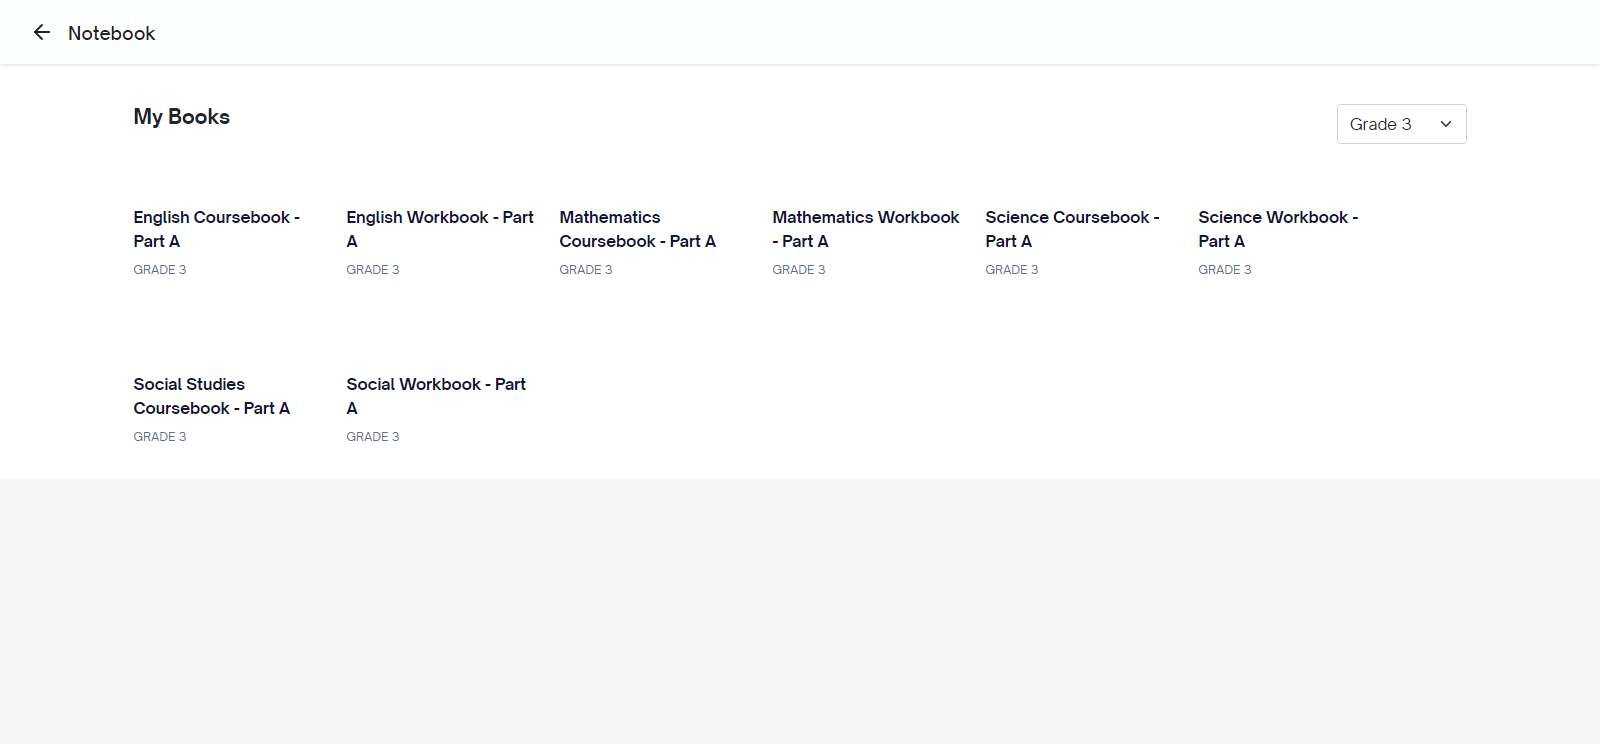 Notebook
My Books
Grade 3
English Coursebook -
Part A
GRADE 3
English Workbook - Part
A
GRADE 3
Mathematics
Coursebook - Part A
GRADE 3
Mathematics Workbook
- Part A
GRADE 3
Science Coursebook -
Part A
GRADE 3
Science Workbook -
Part A
GRADE 3
Social Studies
Coursebook - Part A
GRADE 3
Social Workbook - Part
A
GRADE 3